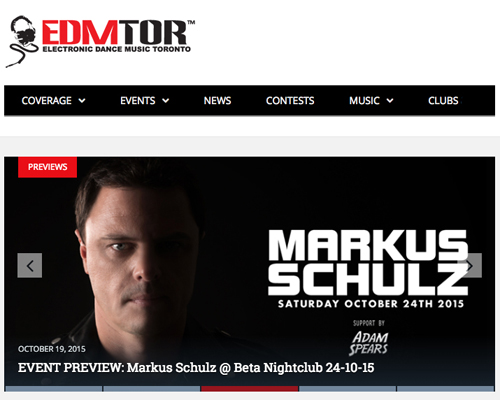 EDMTOR™
ELECTRONIC DANCE MUSIC TORONTO
COVERAGE EVENTS NEWS CONTESTS MUSIC CLUBS
PREVIEWS
MARKUS
SCHULZ
SATURDAY OCTOBER 24TH 2015
SUPPORT BY
ADAM
SPEARS
OCTOBER 19, 2015
EVENT PREVIEW: Markus Schulz @ Beta Nightclub 24-10-15